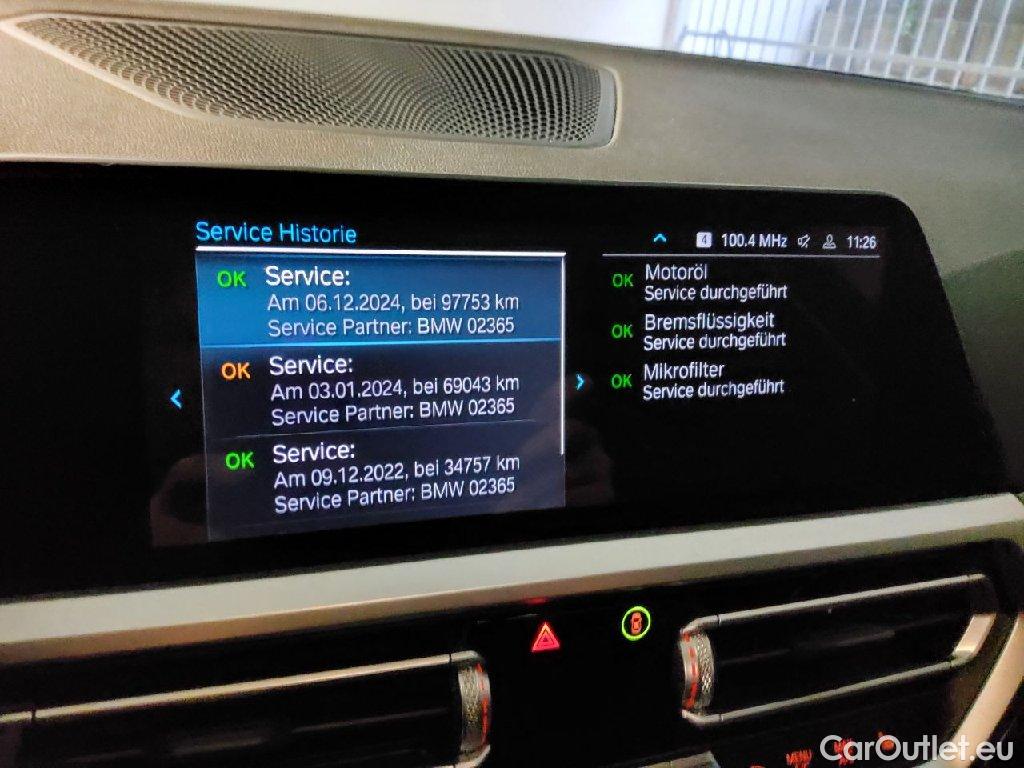 Service Historie
4 100.4 MHz 11:26
OK Service:
Am 06.12.2024, bei 97753 km
Service Partner: BMW 02365
OK Service:
Am 03.01.2024, bei 69043 km
Service Partner: BMW 02365
OK Service:
Am 09.12.2022, bei 34757 km
Service Partner: BMW 02365
OK Motoröl
Service durchgeführt
OK Bremsflüssigkeit
Service durchgeführt
OK Mikrofilter
Service durchgeführt
MENU
CarOutlet.eu